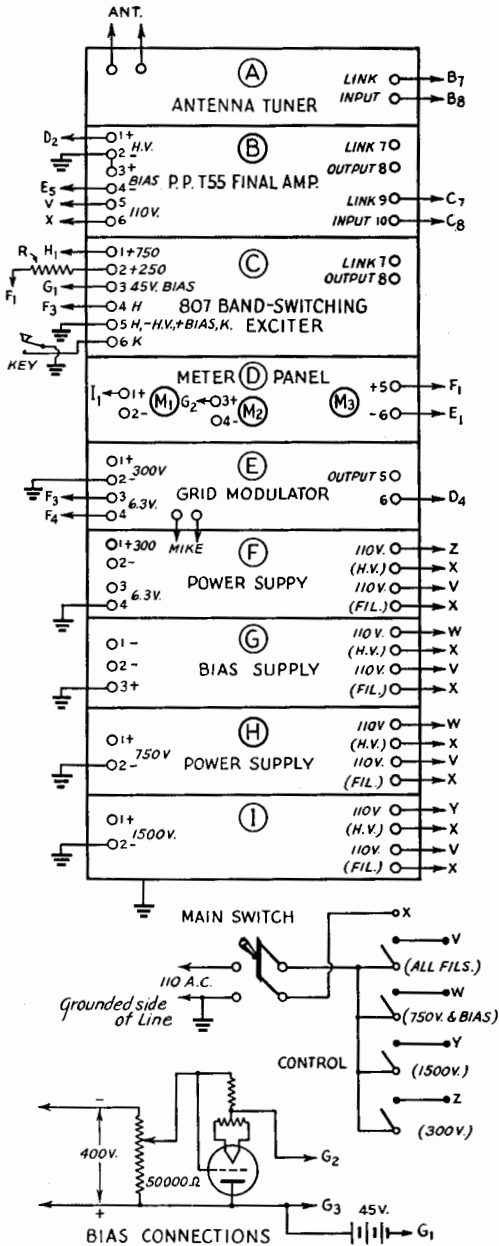 ANT.
A
ANTENNA TUNER
LINK B7
INPUT B8
D2 1+
2- H.V.
3+
E5 4- BIAS
V 5
X 6 110V.
B
P.P. T55 FINAL AMP.
LINK 7
OUTPUT 8
LINK 9 C7
INPUT 10 C8
R H1 1+750
2+250
F1
G1 3 45V. BIAS
F3 4 H
5 H,-H.V.,+BIAS, K.
6 K
KEY
C
807 BAND-SWITCHING
EXCITER
LINK 7
OUTPUT 8
METER D PANEL
I1 1+
2-
M1
G2 3+
4-
M2
M3
+5 F1
-6 E1
1+
2- 300V
F3 3
F4 4 6.3V.
E
GRID MODULATOR
OUTPUT 5
6 D4
MIKE
1+300
2-
3
4 6.3V.
F
POWER SUPPY
110V. Z
(H.V.) X
110V. V
(FIL.) X
1-
2-
3+
G
BIAS SUPPLY
110V. W
(H.V.) X
110V. V
(FIL.) X
1+
2- 750V
H
POWER SUPPLY
110V W
(H.V.) X
110V. V
(FIL.) X
1+
2- 1500V.
I
110V Y
(H.V.) X
110V. V
(FIL.) X
MAIN SWITCH
110 A.C.
Grounded side
of Line
CONTROL
X
V
(ALL FILS.)
W
(750V. & BIAS)
Y
(1500V.)
Z
(300V.)
-
400V.
+
50000Ω
G2
G3
45V.
G1
BIAS CONNECTIONS